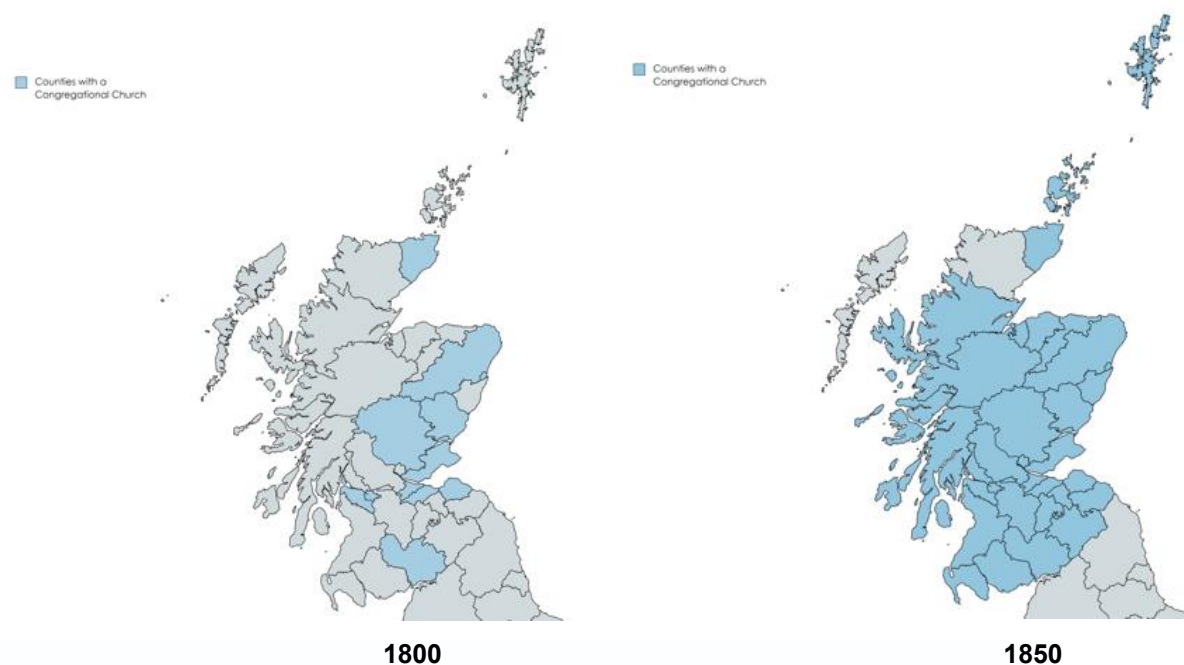 Counties with a
Congregational Church
Counties with a
Congregational Church
1800
1850